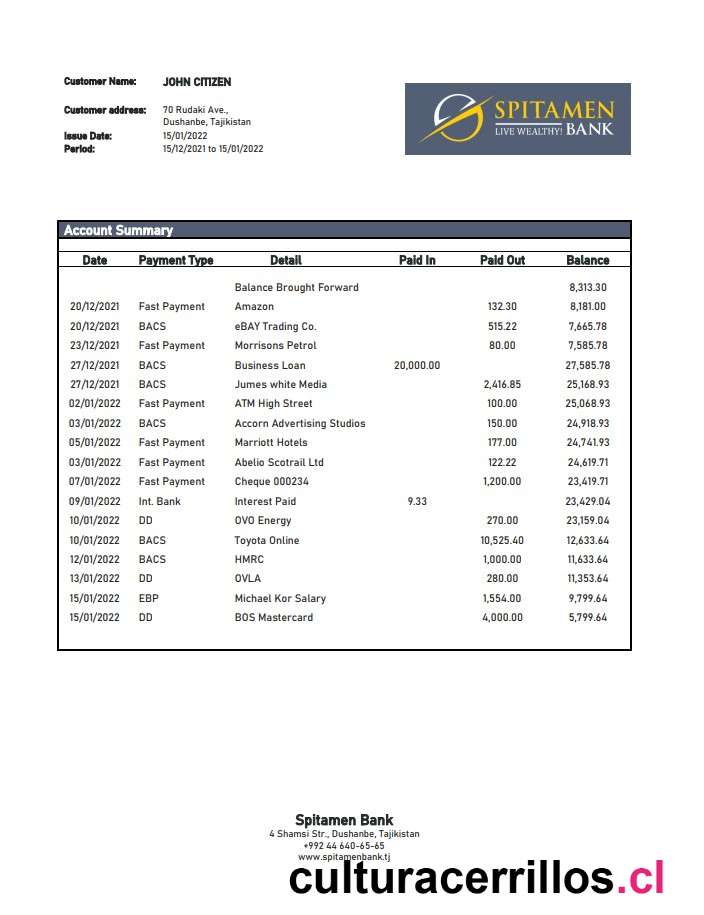 Customer Name: JOHN CITIZEN
Customer address: 70 Rudaki Ave.,
Dushanbe, Tajikistan
Issue Date: 15/01/2022
Period: 15/12/2021 to 15/01/2022
SPITAMEN
LIVE WEALTHY! BANK
Account Summary
Date Payment Type Detail Paid In Paid Out Balance
Balance Brought Forward 8,313.30
20/12/2021 Fast Payment Amazon 132.30 8,181.00
20/12/2021 BACS eBAY Trading Co. 515.22 7,665.78
23/12/2021 Fast Payment Morrisons Petrol 80.00 7,585.78
27/12/2021 BACS Business Loan 20,000.00 27,585.78
27/12/2021 BACS Jumes white Media 2,416.85 25,168.93
02/01/2022 Fast Payment ATM High Street 100.00 25,068.93
03/01/2022 BACS Accorn Advertising Studios 150.00 24,918.93
05/01/2022 Fast Payment Marriott Hotels 177.00 24,741.93
03/01/2022 Fast Payment Abelio Scotrail Ltd 122.22 24,619.71
07/01/2022 Fast Payment Cheque 000234 1,200.00 23,419.71
09/01/2022 Int. Bank Interest Paid 9.33 23,429.04
10/01/2022 DD OVO Energy 270.00 23,159.04
10/01/2022 BACS Toyota Online 10,525.40 12,633.64
12/01/2022 BACS HMRC 1,000.00 11,633.64
13/01/2022 DD OVLA 280.00 11,353.64
15/01/2022 EBP Michael Kor Salary 1,554.00 9,799.64
15/01/2022 DD BOS Mastercard 4,000.00 5,799.64
Spitamen Bank
4 Shamsi Str., Dushanbe, Tajikistan
+992 44 640-65-65
www.spitamenbank.tj
culturacerrillos.cl